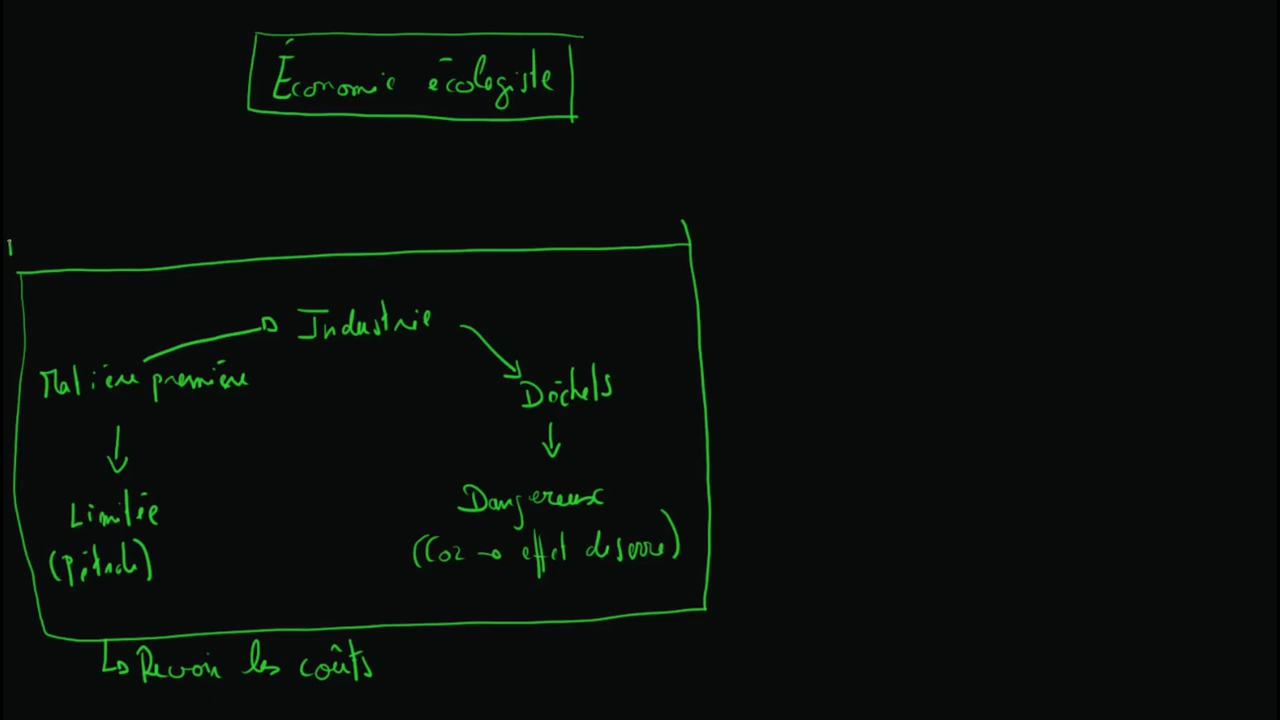 Économie écologiste
Industrie
Matière première
Déchets
Limitée
Dangereux
(Pétrole)
(CO2 → effet de serre)
↳ Revoir les coûts